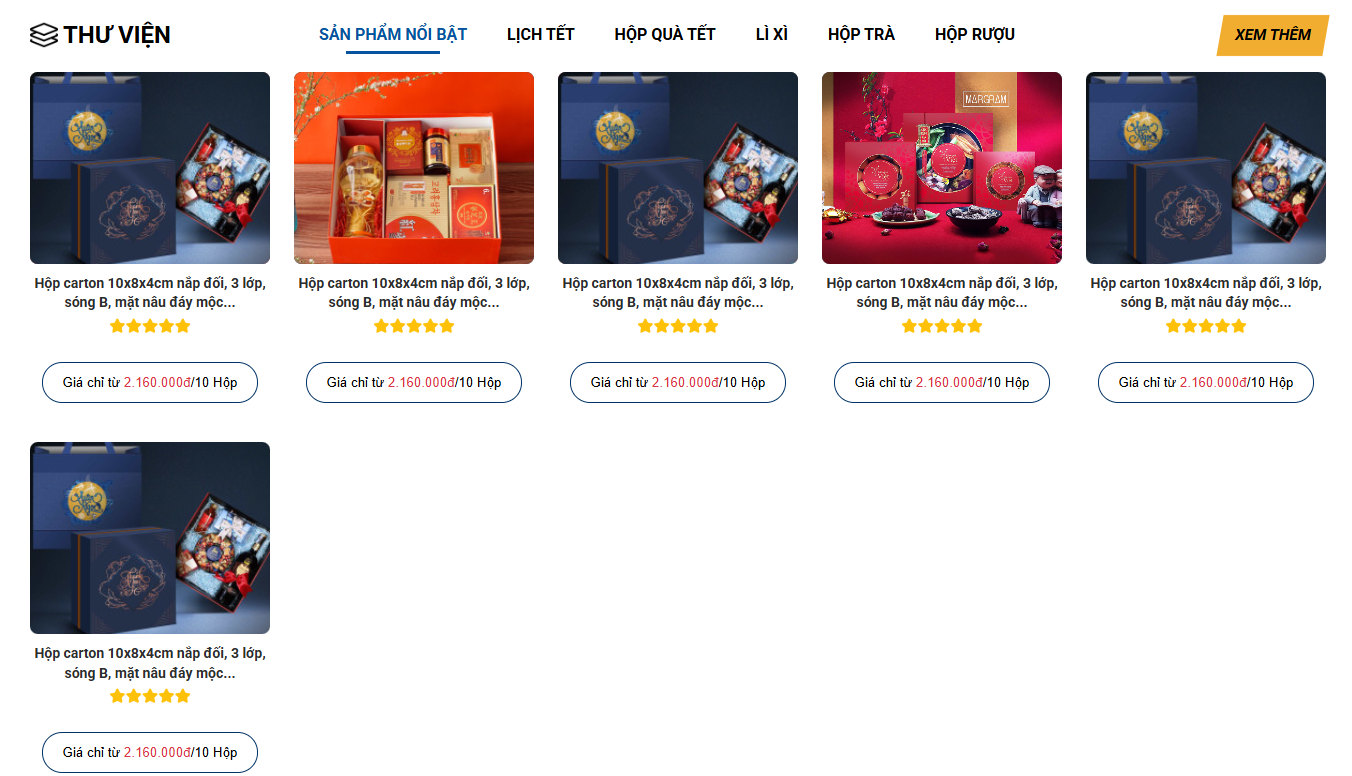 THƯ VIỆN
SẢN PHẨM NỔI BẬT
LỊCH TẾT
HỘP QUÀ TẾT
LÌ XÌ
HỘP TRÀ
HỘP RƯỢU
XEM THÊM
MARGRAM
Hộp carton 10x8x4cm nắp đối, 3 lớp,
sóng B, mặt nâu đáy mộc...
Giá chỉ từ 2.160.000đ/10 Hộp
Hộp carton 10x8x4cm nắp đối, 3 lớp,
sóng B, mặt nâu đáy mộc...
Giá chỉ từ 2.160.000đ/10 Hộp
Hộp carton 10x8x4cm nắp đối, 3 lớp,
sóng B, mặt nâu đáy mộc...
Giá chỉ từ 2.160.000đ/10 Hộp
Hộp carton 10x8x4cm nắp đối, 3 lớp,
sóng B, mặt nâu đáy mộc...
Giá chỉ từ 2.160.000đ/10 Hộp
Hộp carton 10x8x4cm nắp đối, 3 lớp,
sóng B, mặt nâu đáy mộc...
Giá chỉ từ 2.160.000đ/10 Hộp
Hộp carton 10x8x4cm nắp đối, 3 lớp,
sóng B, mặt nâu đáy mộc...
Giá chỉ từ 2.160.000đ/10 Hộp